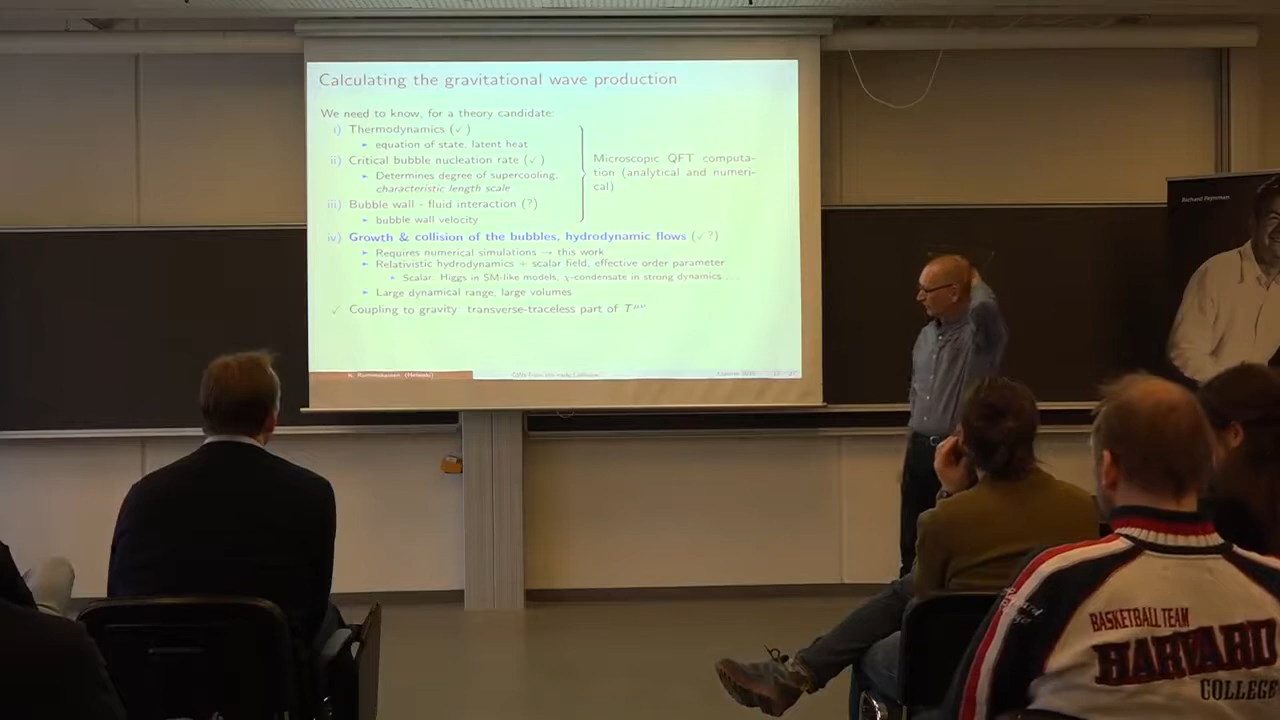 Calculating the gravitational wave production
We need to know, for a theory candidate:
i) Thermodynamics (✓)
► equation of state, latent heat
ii) Critical bubble nucleation rate (✓)
► Determines degree of supercooling,
characteristic length scale
iii) Bubble wall - fluid interaction (?)
► bubble wall velocity
Microscopic QFT computa-
tion (analytical and numeri-
cal)
iv) Growth & collision of the bubbles, hydrodynamic flows (✓?)
► Requires numerical simulations → this work
► Relativistic hydrodynamics + scalar field, effective order parameter
► Scalar: Higgs in SM-like models, χ-condensate in strong dynamics ...
► Large dynamical range, large volumes
✓ Coupling to gravity: transverse-traceless part of T^μν
K. Rummukainen (Helsinki)
Richard Feynman
BASKETBALL TEAM
HARVARD
COLLEGE